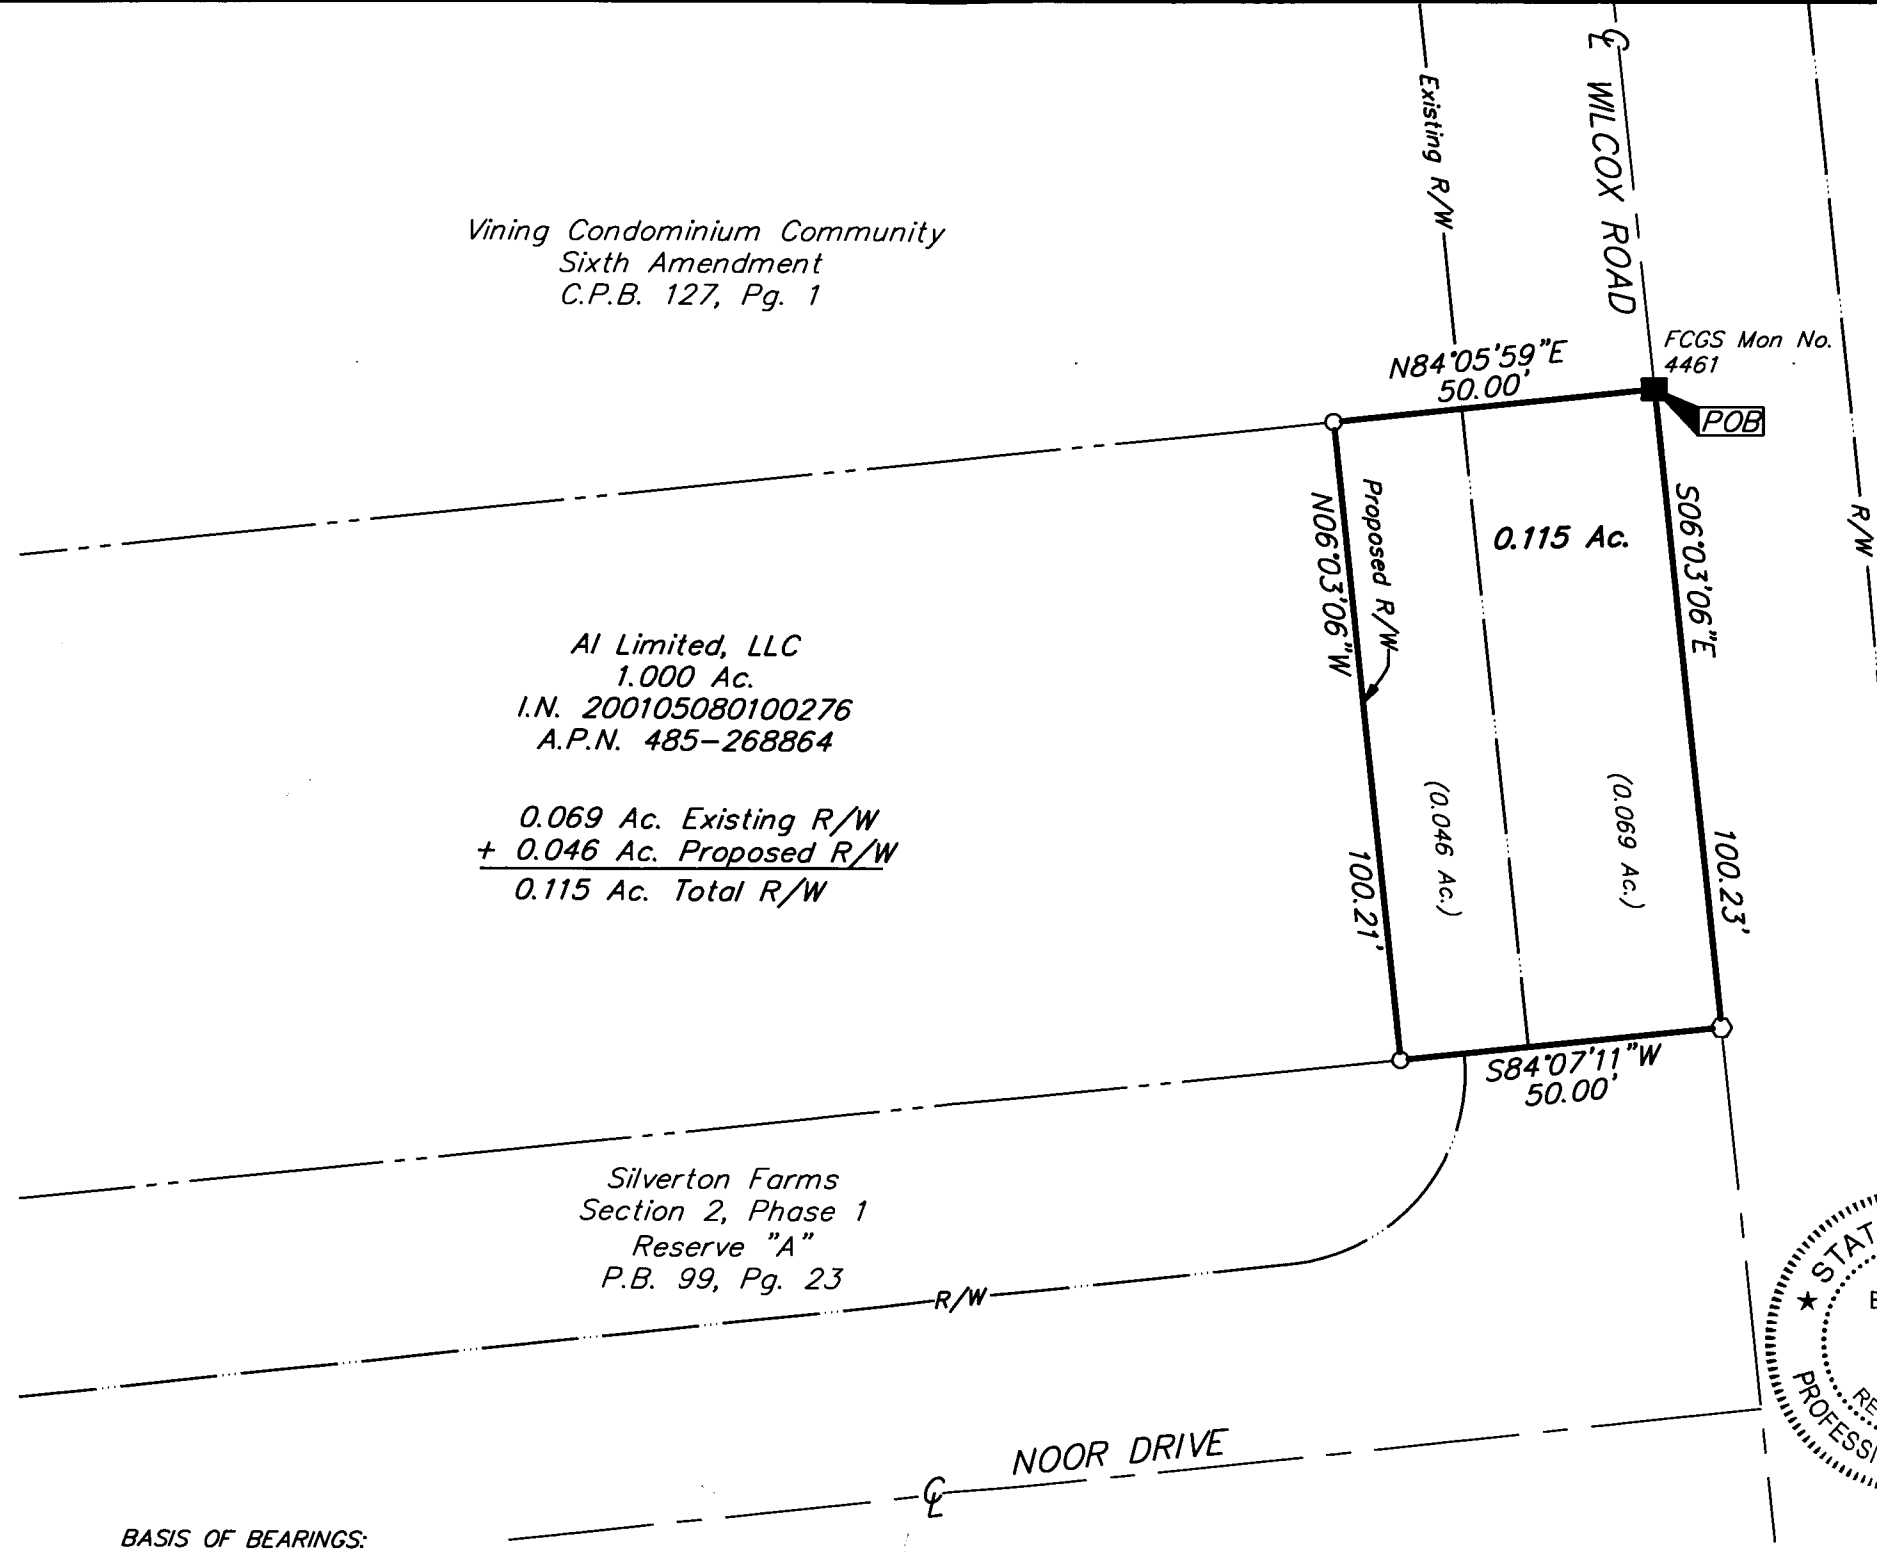 ℄ WILCOX ROAD
Existing R/W
Vining Condominium Community
Sixth Amendment
C.P.B. 127, Pg. 1
FCGS Mon No.
4461
N84°05'59"E
50.00'
POB
R/W
Proposed R/W
N06°03'06"W
100.21'
0.115 Ac.
S06°03'06"E
100.23'
(0.046 Ac.)
(0.069 Ac.)
Al Limited, LLC
1.000 Ac.
I.N. 200105080100276
A.P.N. 485-268864
0.069 Ac. Existing R/W
+ 0.046 Ac. Proposed R/W
0.115 Ac. Total R/W
S84°07'11"W
50.00'
Silverton Farms
Section 2, Phase 1
Reserve "A"
P.B. 99, Pg. 23
R/W
℄ NOOR DRIVE
BASIS OF BEARINGS:
★ STAT
PROFESSI